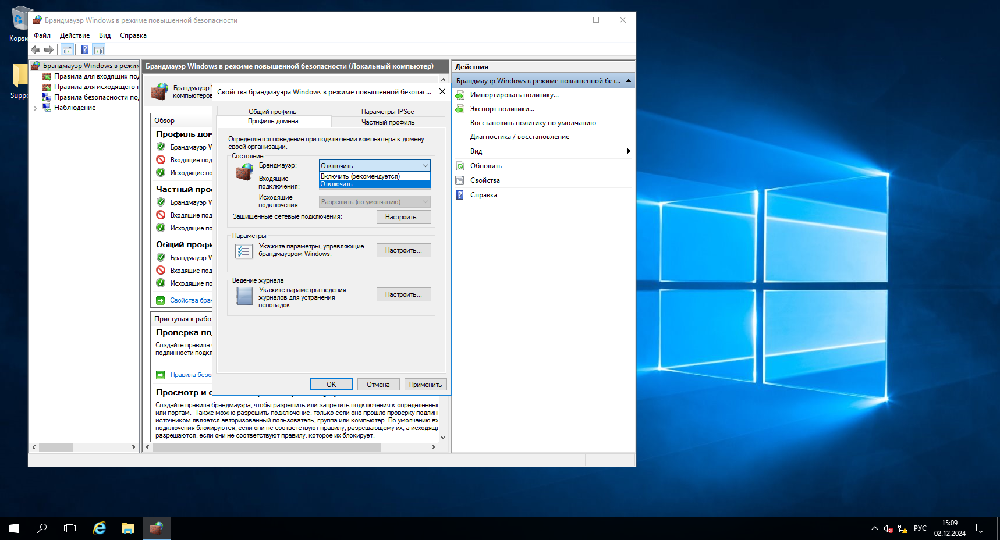 Корзи
Suppo
Брандмауэр Windows в режиме повышенной безопасности
Файл Действие Вид Справка
Брандмауэр Windows в режим
Правила для входящих по,
Правила для исходящего г
Правила безопасности по,
Наблюдение
Брандмауэр Windows в режиме повышенной безопасности (Локальный компьютер)
Брандмауэр
компьютеров
Обзор
Профиль дом
Брандмауэр W
Входящие под
Исходящие по
Частный про
Брандмауэр W
Входящие под
Исходящие по
Общий профи
Брандмауэр W
Входящие под
Исходящие по
Свойства бран
Приступая к рабо
Проверка по
Создайте правила
подлинности подкл
Правила безо
Просмотр и с
Создайте правила брандмауэра, чтобы разрешить или запретить подключения к определенным
или портам. Также можно разрешить подключение, только если оно прошло проверку подлин
источником является авторизованный пользователь, группа или компьютер. По умолчанию вх
подключения блокируются, если они не соответствуют правилу, разрешающему их, а исходящи
разрешаются, если они не соответствуют правилу, которое их блокирует.
Свойства брандмауэра Windows в режиме повышенной безопас...
Общий профиль Параметры IPSec
Профиль домена Частный профиль
Определяется поведение при подключении компьютера к домену
своей организации.
Состояние
Брандмауэр: Отключить
Включить (рекомендуется)
Отключить
Входящие
подключения:
Исходящие
подключения: Разрешить (по умолчанию)
Защищенные сетевые подключения: Настроить...
Параметры
Укажите параметры, управляющие
брандмауэром Windows.
Настроить...
Ведение журнала
Укажите параметры ведения
журналов для устранения
неполадок.
Настроить...
OK Отмена Применить
Действия
Брандмауэр Windows в режиме повышенной без...
Импортировать политику...
Экспорт политики...
Восстановить политику по умолчанию
Диагностика / восстановление
Вид
Обновить
Свойства
Справка
РУС
15:09
02.12.2024